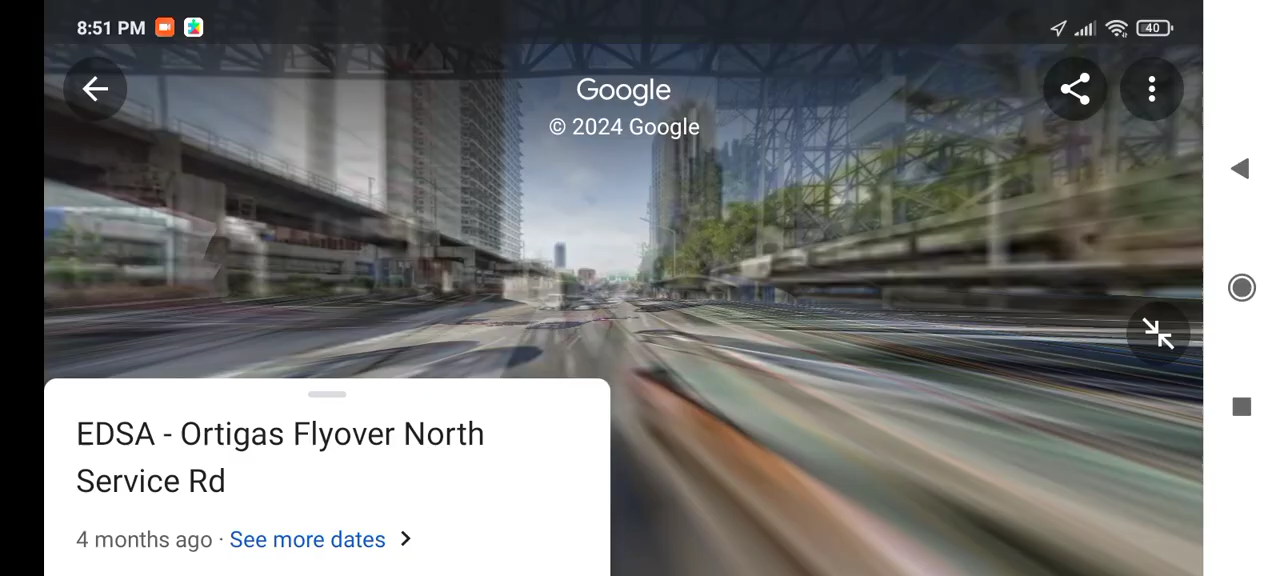 8:51 PM
40
Google
© 2024 Google
EDSA - Ortigas Flyover North
Service Rd
4 months ago · See more dates